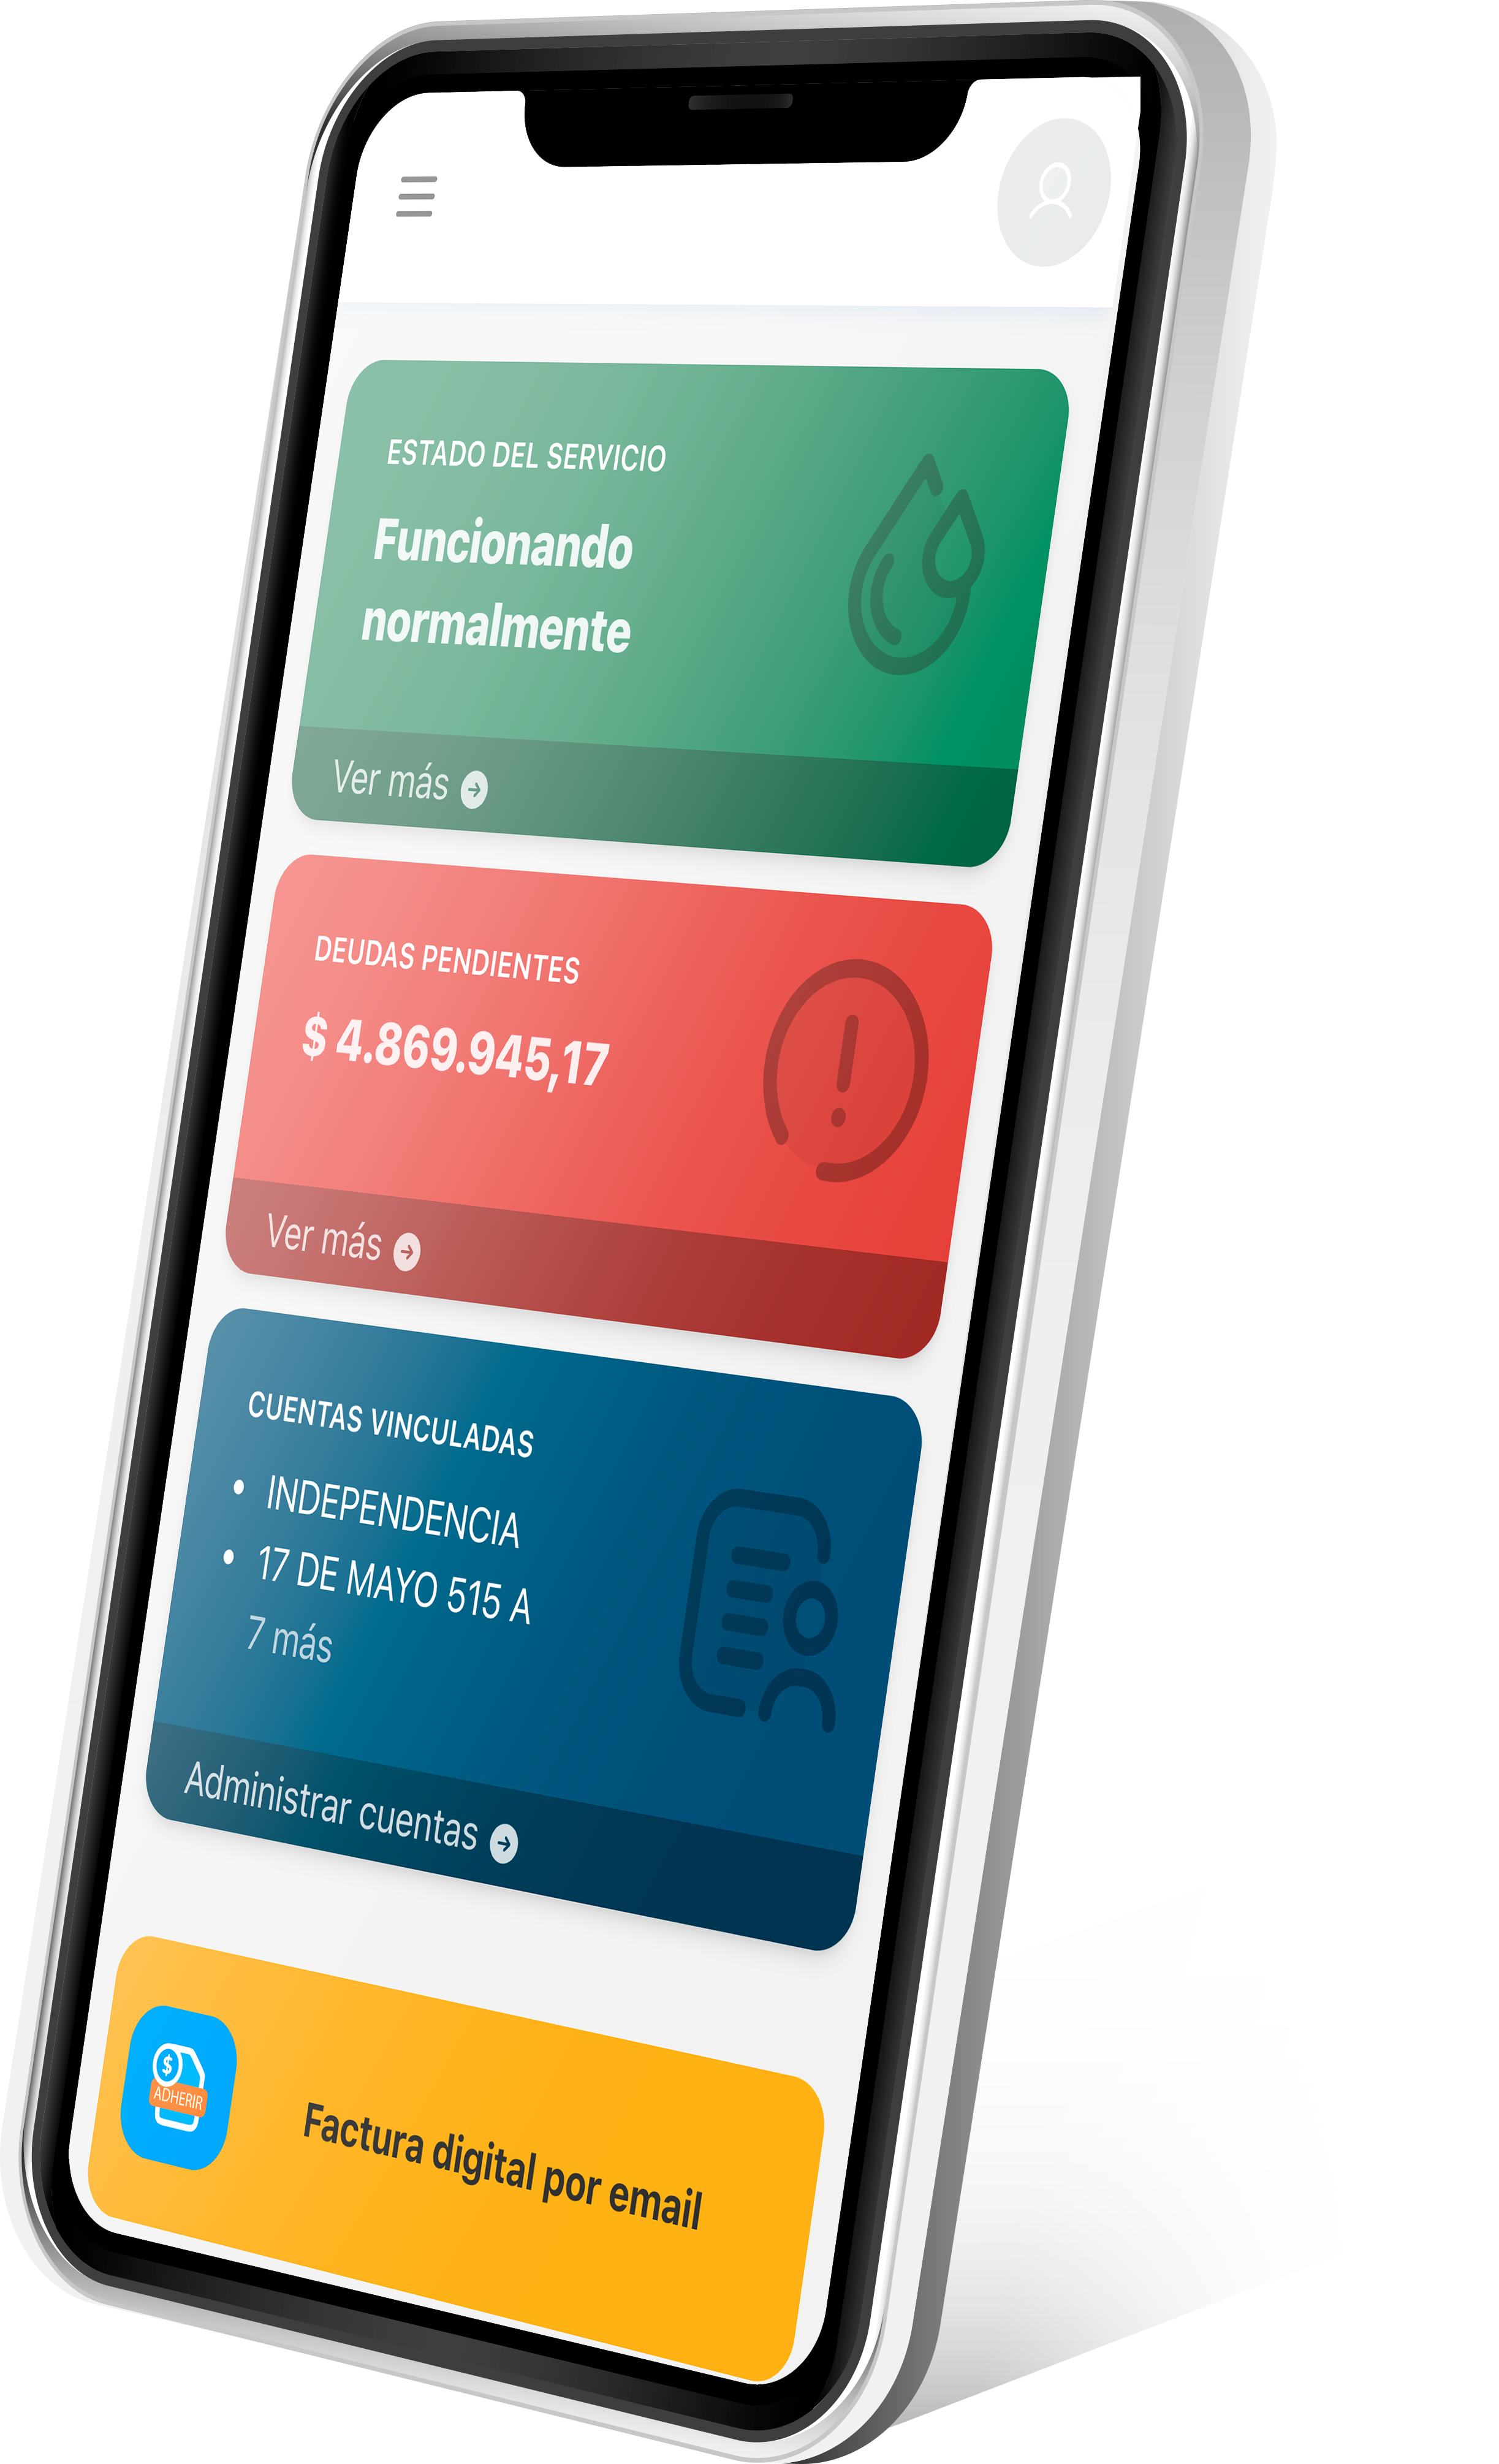 ESTADO DEL SERVICIO
Funcionando
normalmente
Ver más
DEUDAS PENDIENTES
$ 4.869.945,17
Ver más
CUENTAS VINCULADAS
• INDEPENDENCIA
• 17 DE MAYO 515 A
7 más
Administrar cuentas
$
ADHERIR
Factura digital por email